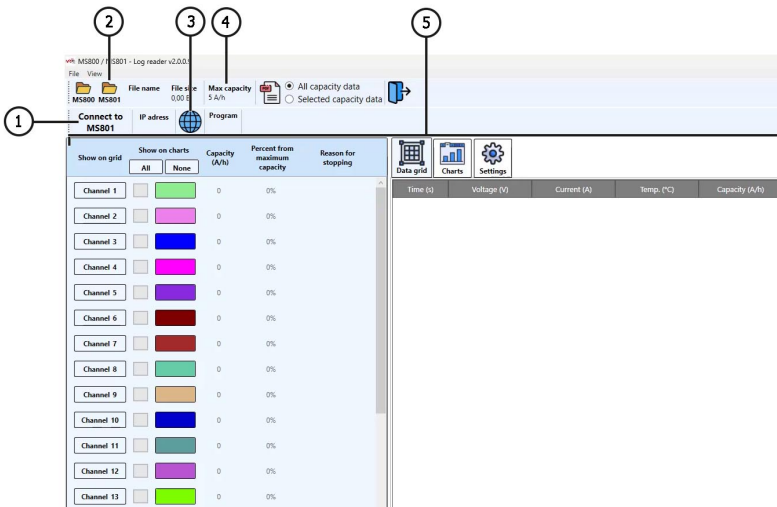 2
3
4
5
MS800 / MS801 - Log reader v2.0.0.9
File View
MS800 MS801
File name
File size
0,00 B
Max capacity
5 A/h
All capacity data
Selected capacity data
1
Connect to
MS801
IP adress
Program
Show on grid
Show on charts
All None
Capacity
(A/h)
Percent from
maximum
capacity
Reason for
stopping
Data grid
Charts
Settings
Time (s) Voltage (V) Current (A) Temp. (°C) Capacity (A/h)
Channel 1 0 0%
Channel 2 0 0%
Channel 3 0 0%
Channel 4 0 0%
Channel 5 0 0%
Channel 6 0 0%
Channel 7 0 0%
Channel 8 0 0%
Channel 9 0 0%
Channel 10 0 0%
Channel 11 0 0%
Channel 12 0 0%
Channel 13 0 0%